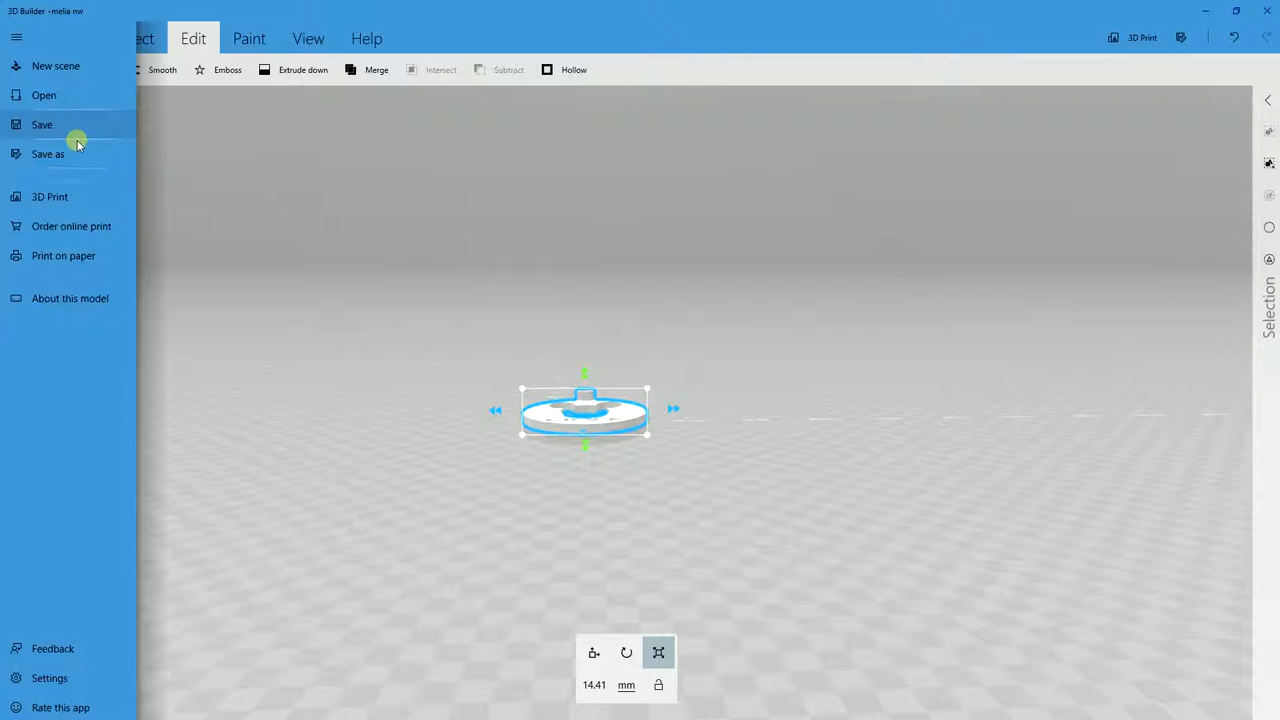 3D Builder -melia nw
ect
Edit
Paint
View
Help
3D Print
Smooth
Emboss
Extrude down
Merge
Intersect
Subtract
Hollow
New scene
Open
Save
Save as
3D Print
Order online print
Print on paper
About this model
Selection
14.41
mm
Feedback
Settings
Rate this app